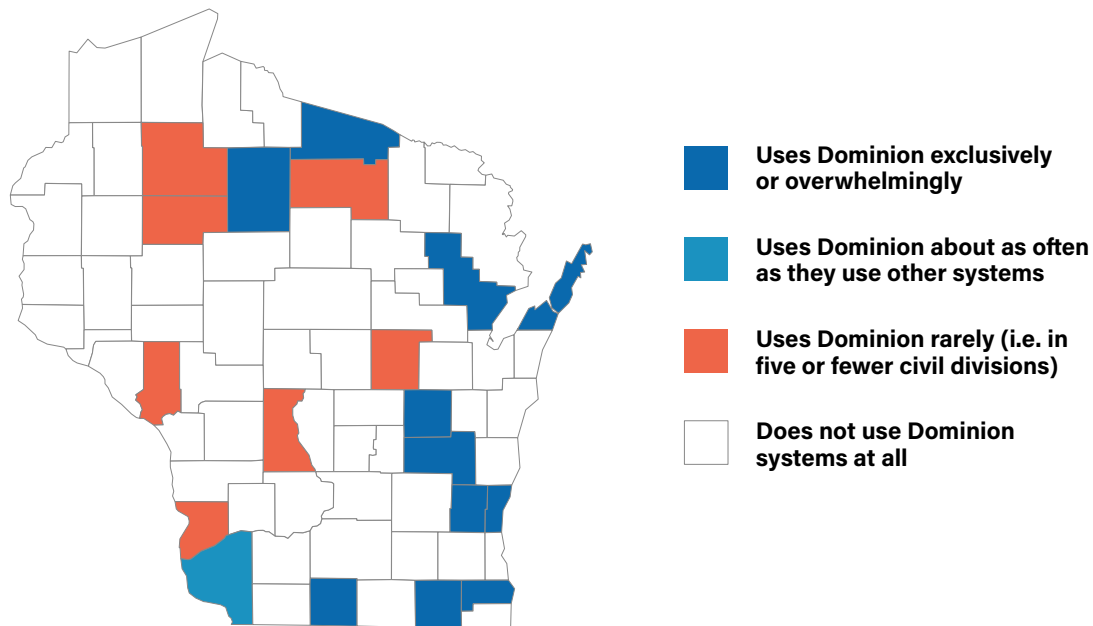 Uses Dominion exclusively
or overwhelmingly
Uses Dominion about as often
as they use other systems
Uses Dominion rarely (i.e. in
five or fewer civil divisions)
Does not use Dominion
systems at all